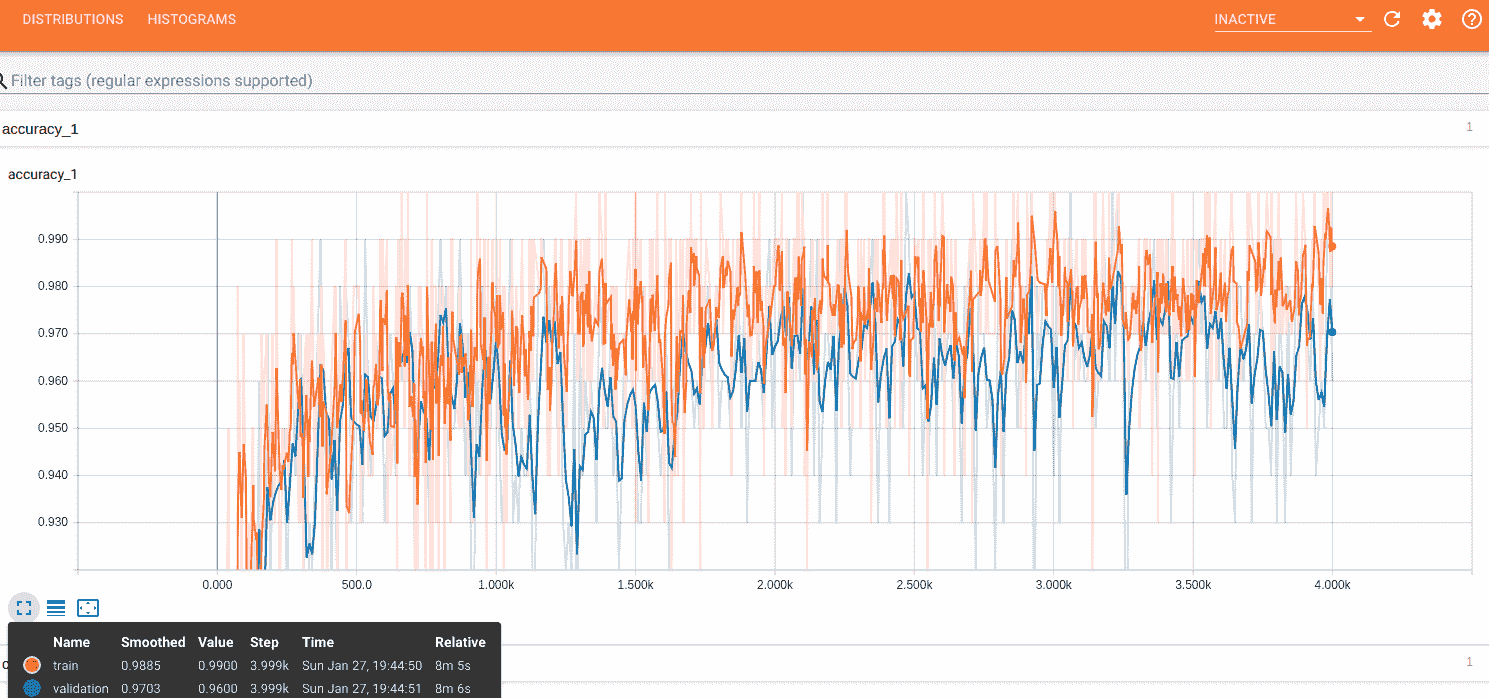 DISTRIBUTIONS HISTOGRAMS INACTIVE
Filter tags (regular expressions supported)
accuracy_1 1
accuracy_1
0.990
0.980
0.970
0.960
0.950
0.940
0.930
0.000 500.0 1.000k 1.500k 2.000k 2.500k 3.000k 3.500k 4.000k
Name Smoothed Value Step Time Relative
train 0.9885 0.9900 3.999k Sun Jan 27, 19:44:50 8m 5s
1
validation 0.9703 0.9600 3.999k Sun Jan 27, 19:44:51 8m 6s